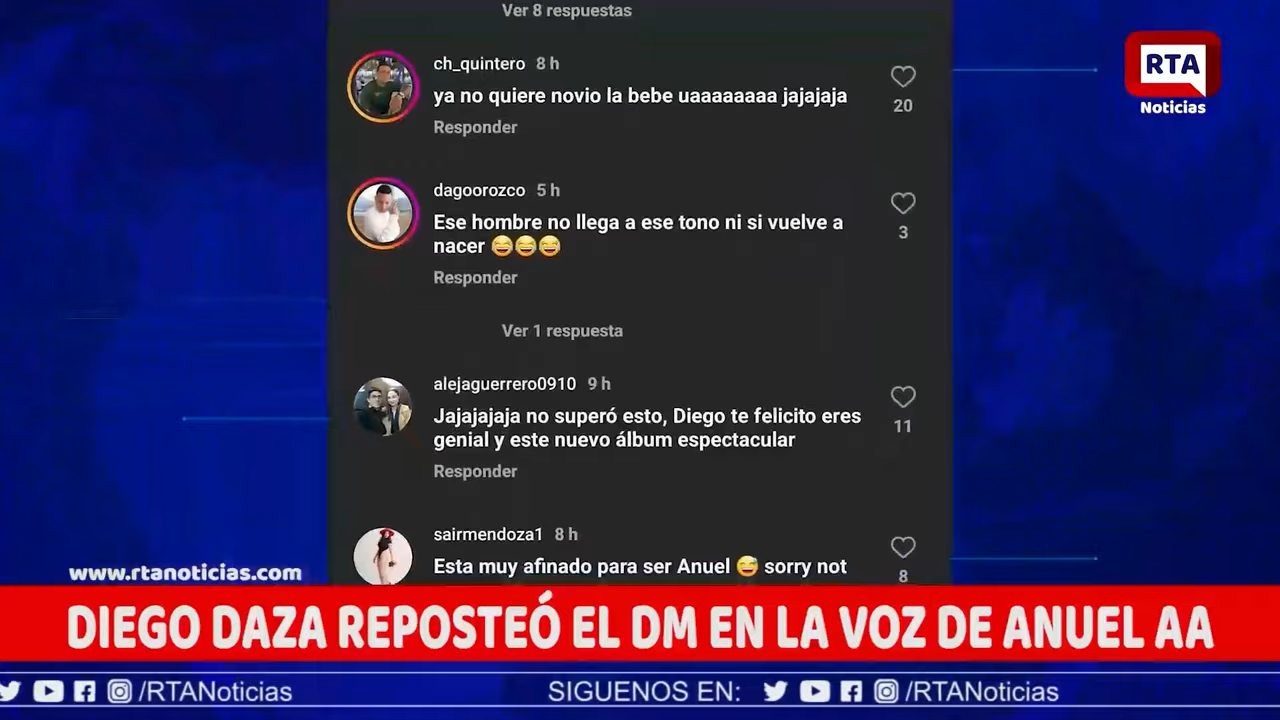 Ver 8 respuestas
ch_quintero 8 h
ya no quiere novio la bebe uaaaaaaaa jajajaja
20
Responder
RTA
Noticias
dagoorozco 5 h
Ese hombre no llega a ese tono ni si vuelve a
nacer 😂😂😂
3
Responder
Ver 1 respuesta
alejaguerrero0910 9 h
Jajajajaja no superó esto, Diego te felicito eres
genial y este nuevo álbum espectacular
11
Responder
sairmendoza1 8 h
Esta muy afinado para ser Anuel 😅 sorry not
8
www.rtanoticias.com
DIEGO DAZA REPOSTEÓ EL DM EN LA VOZ DE ANUEL AA
/RTANoticias SIGUENOS EN: /RTANoticias